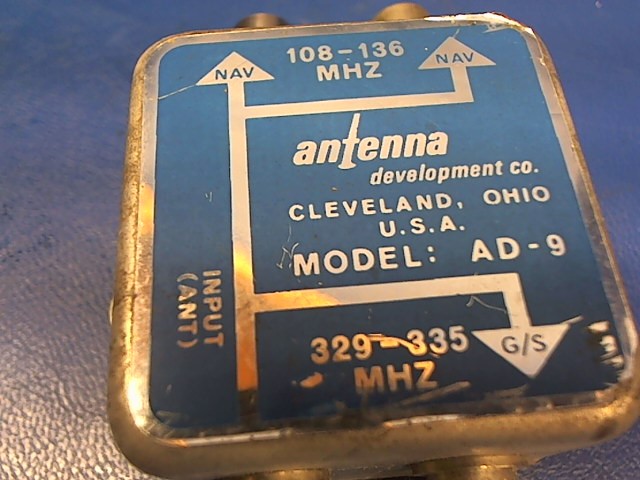 108-136
MHZ
NAV
NAV
antenna
development co.
CLEVELAND, OHIO
U.S.A.
MODEL: AD-9
INPUT
(ANT)
329-335
MHZ
G/S